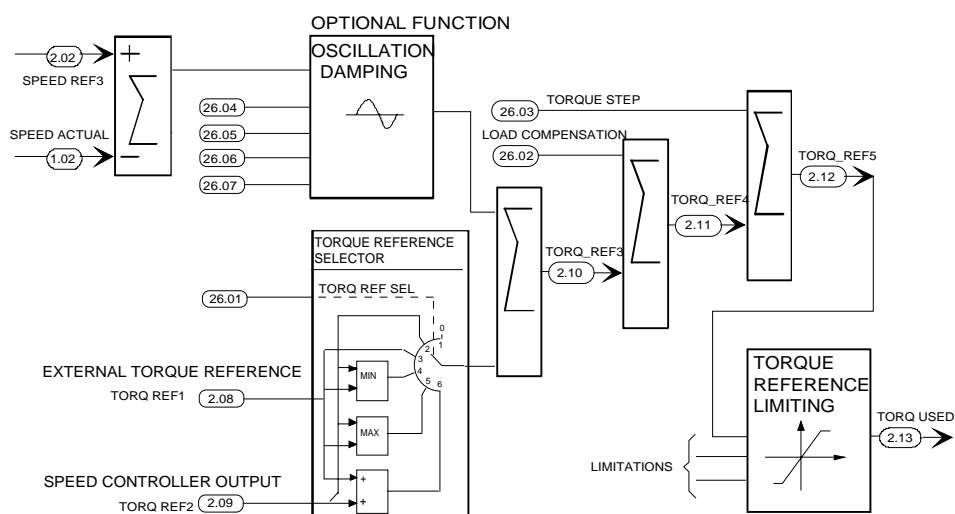 OPTIONAL FUNCTION
OSCILLATION
DAMPING
2.02
+
SPEED REF3
SPEED ACTUAL
1.02
−
26.04
26.05
26.06
26.07
26.03
TORQUE STEP
LOAD COMPENSATION
26.02
TORQ_REF5
2.12
TORQ_REF4
2.11
TORQ_REF3
2.10
TORQUE REFERENCE
SELECTOR
26.01
TORQ REF SEL
0
1
2
3
4
5
6
MIN
EXTERNAL TORQUE REFERENCE
TORQ REF1
2.08
MAX
SPEED CONTROLLER OUTPUT
TORQ REF2
2.09
+
+
TORQUE
REFERENCE
LIMITING
TORQ USED
2.13
LIMITATIONS